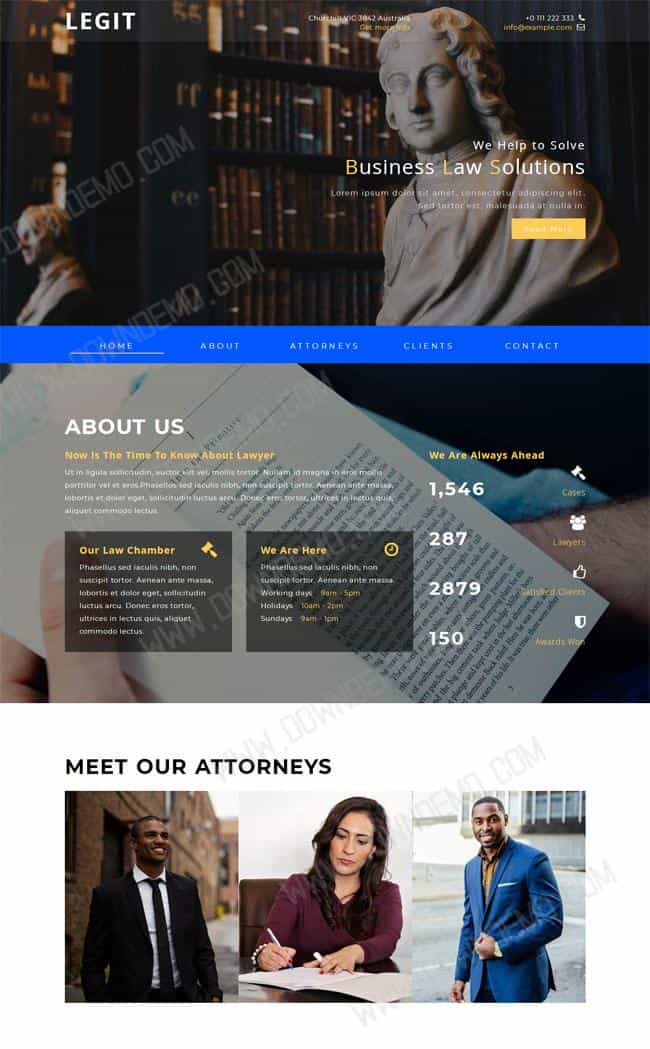 LEGIT
Churchill VIC 3842 Australia
Get more info
+0 111 222 333
info@example.com
We Help to Solve
Business Law Solutions
Lorem ipsum dolor sit amet, consectetur adipiscing elit.
Sed tortor est, malesuada at nulla in.
Read More
HOME ABOUT ATTORNEYS CLIENTS CONTACT
ABOUT US
Now Is The Time To Know About Lawyer
Ut in ligula sollicitudin, auctor elit vel, mollis tortor. Nullam id magna in eros mollis
porttitor vel et eros.Phasellus sed iaculis nibh, non suscipit tortor. Aenean ante massa,
lobortis et dolor eget, sollicitudin luctus arcu. Donec eros tortor, ultrices in lectus quis,
aliquet commodo lectus.
Our Law Chamber
Phasellus sed iaculis nibh, non
suscipit tortor. Aenean ante massa,
lobortis et dolor eget, sollicitudin
luctus arcu. Donec eros tortor,
ultrices in lectus quis, aliquet
commodo lectus.
We Are Here
Phasellus sed iaculis nibh, non
suscipit tortor. Aenean ante massa.
Working days 9am - 5pm
Holidays 10am - 2pm
Sundays 9am - 1pm
We Are Always Ahead
1,546
Cases
287
Lawyers
2879
Satisfied Clients
150
Awards Won
MEET OUR ATTORNEYS
WWW.DOWNDEMO.COM